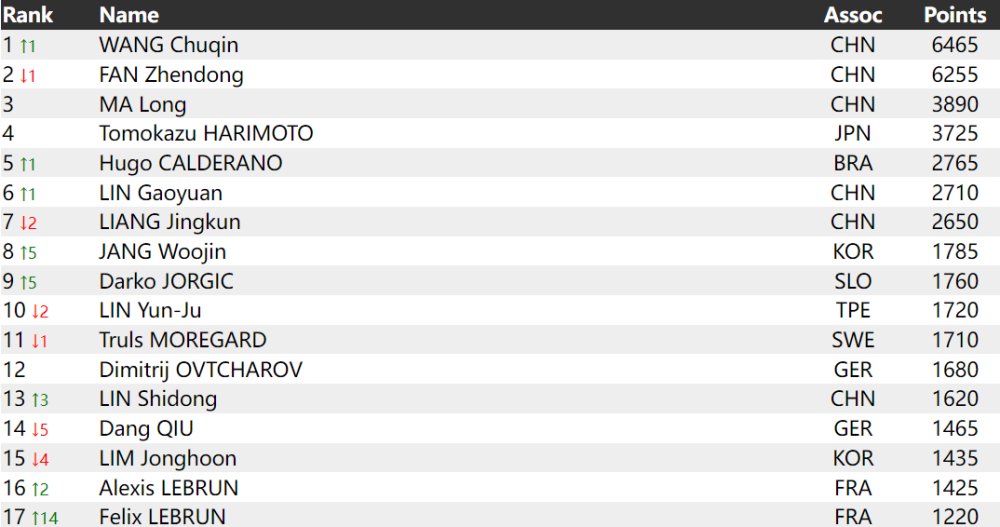 Rank Name Assoc Points
1 ↑1 WANG Chuqin CHN 6465
2 ↓1 FAN Zhendong CHN 6255
3 MA Long CHN 3890
4 Tomokazu HARIMOTO JPN 3725
5 ↑1 Hugo CALDERANO BRA 2765
6 ↑1 LIN Gaoyuan CHN 2710
7 ↓2 LIANG Jingkun CHN 2650
8 ↑5 JANG Woojin KOR 1785
9 ↑5 Darko JORGIC SLO 1760
10 ↓2 LIN Yun-Ju TPE 1720
11 ↓1 Truls MOREGARD SWE 1710
12 Dimitrij OVTCHAROV GER 1680
13 ↑3 LIN Shidong CHN 1620
14 ↓5 Dang QIU GER 1465
15 ↓4 LIM Jonghoon KOR 1435
16 ↑2 Alexis LEBRUN FRA 1425
17 ↑14 Felix LEBRUN FRA 1220